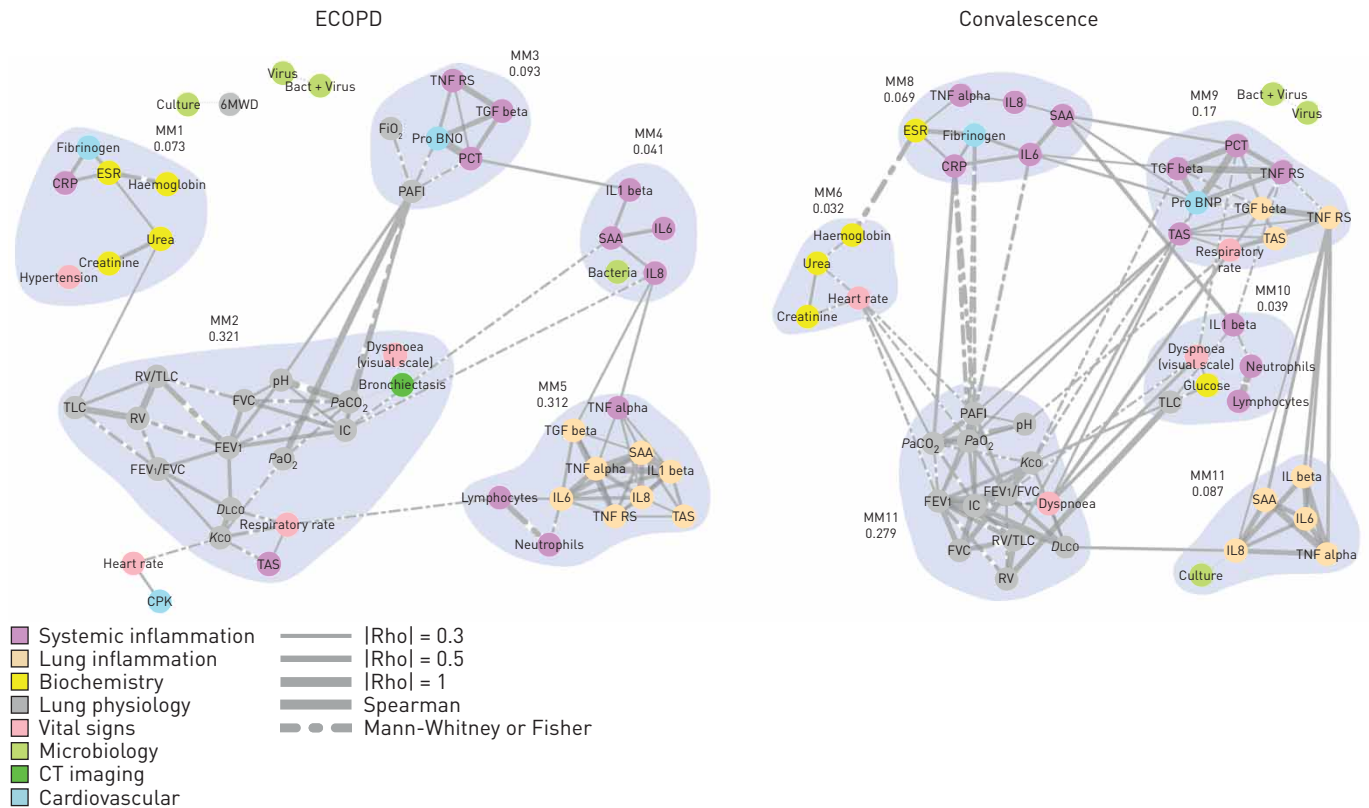 ECOPD
Convalescence
Virus
Bact + Virus
Culture
6MWD
MM1
0.073
Fibrinogen
ESR
CRP
Haemoglobin
Urea
Creatinine
Hypertension
MM3
0.093
TNF RS
TGF beta
FiO2
Pro BNO
PCT
PAFI
MM4
0.041
IL1 beta
IL6
SAA
Bacteria
IL8
MM2
0.321
Dyspnoea
(visual scale)
Bronchiectasis
RV/TLC
pH
TLC
RV
FVC
PaCO2
IC
FEV1
PaO2
FEV1/FVC
DLCO
Respiratory rate
KCO
TAS
Heart rate
CPK
MM5
0.312
TNF alpha
TGF beta
SAA
TNF alpha
IL1 beta
Lymphocytes
IL6
IL8
TNF RS
TAS
Neutrophils
MM8
0.069
TNF alpha
IL8
SAA
ESR
Fibrinogen
CRP
IL6
MM9
0.17
Bact + Virus
Virus
PCT
TGF beta
TNF RS
Pro BNP
TGF beta
TNF RS
TAS
TAS
Respiratory
rate
MM6
0.032
Haemoglobin
Urea
Heart rate
Creatinine
MM10
0.039
IL1 beta
Dyspnoea
(visual scale)
Neutrophils
Glucose
TLC
Lymphocytes
PAFI
pH
PaCO2
PaO2
KCO
FEV1/FVC
FEV1
IC
Dyspnoea
MM11
0.279
RV/TLC
FVC
DLCO
RV
MM11
0.087
IL beta
SAA
IL6
IL8
TNF alpha
Culture
Systemic inflammation
Lung inflammation
Biochemistry
Lung physiology
Vital signs
Microbiology
CT imaging
Cardiovascular
|Rho| = 0.3
|Rho| = 0.5
|Rho| = 1
Spearman
Mann-Whitney or Fisher